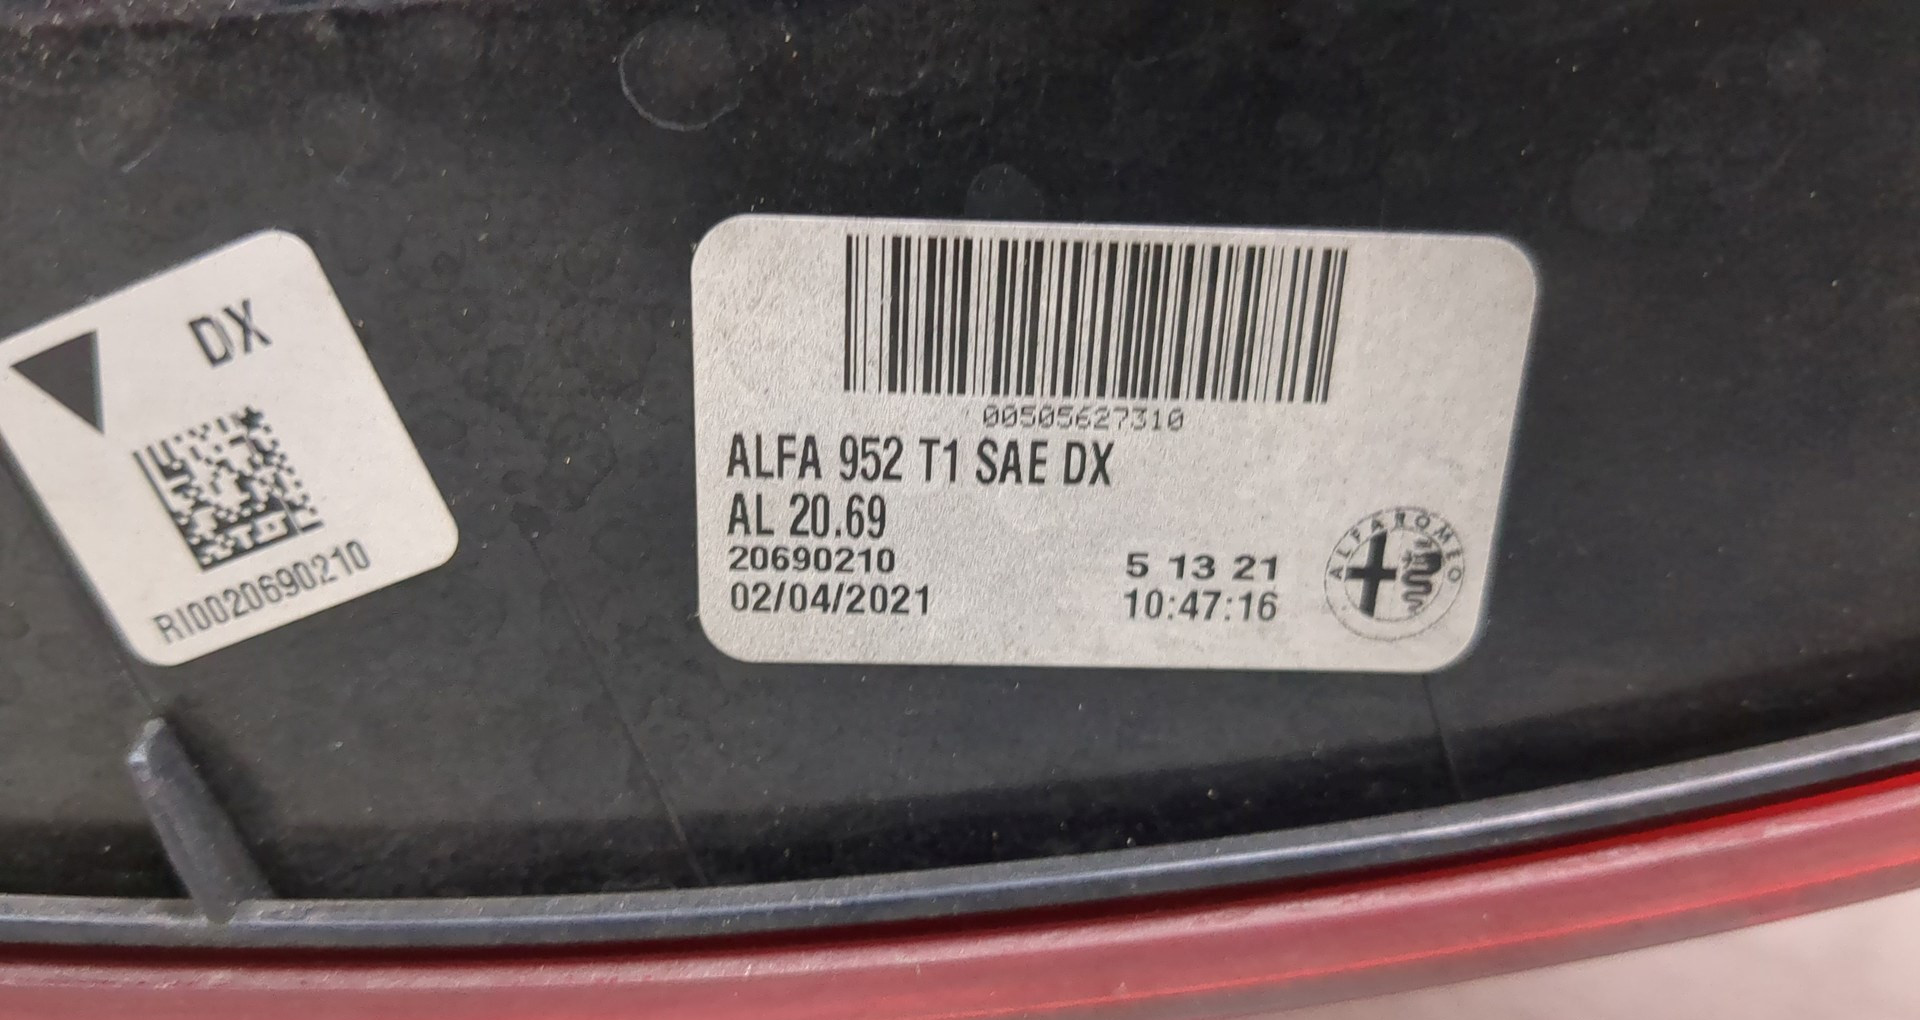 DX
RI0020690210
00505627310
ALFA 952 T1 SAE DX
AL 20.69
20690210 5 13 21
02/04/2021 10:47:16
ALFA ROMEO